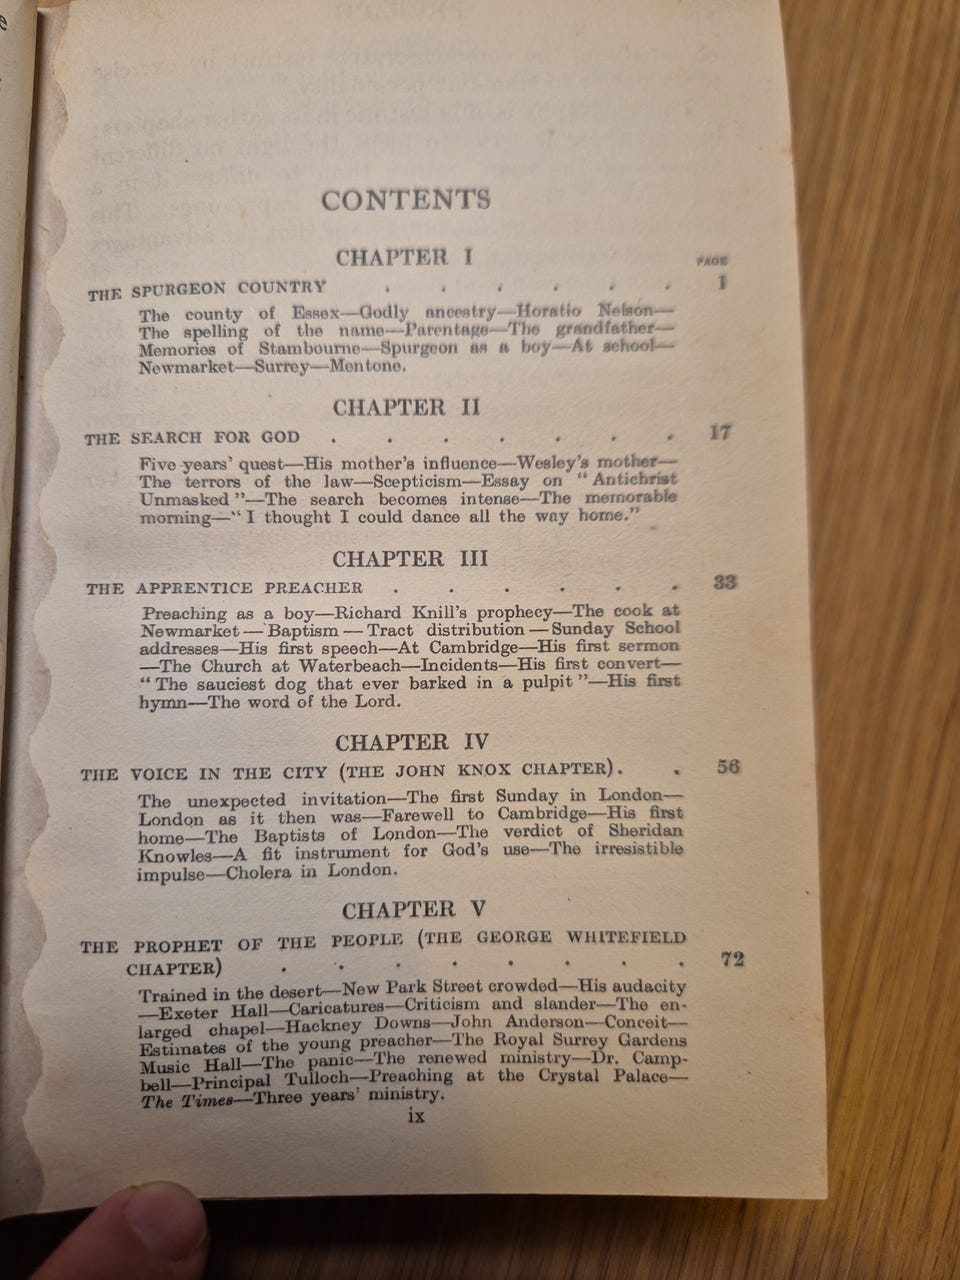 CONTENTS
CHAPTER I
PAGE
THE SPURGEON COUNTRY . . . . . 1
The county of Essex—Godly ancestry—Horatio Nelson—
The spelling of the name—Parentage—The grandfather—
Memories of Stambourne—Spurgeon as a boy—At school—
Newmarket—Surrey—Mentone.
CHAPTER II
THE SEARCH FOR GOD . . . . . . 17
Five years' quest—His mother's influence—Wesley's mother—
The terrors of the law—Scepticism—Essay on "Antichrist
Unmasked"—The search becomes intense—The memorable
morning—"I thought I could dance all the way home."
CHAPTER III
THE APPRENTICE PREACHER . . . . . . 33
Preaching as a boy—Richard Knill's prophecy—The cook at
Newmarket—Baptism—Tract distribution—Sunday School
addresses—His first speech—At Cambridge—His first sermon
—The Church at Waterbeach—Incidents—His first convert—
"The sauciest dog that ever barked in a pulpit"—His first
hymn—The word of the Lord.
CHAPTER IV
THE VOICE IN THE CITY (THE JOHN KNOX CHAPTER). . 56
The unexpected invitation—The first Sunday in London—
London as it then was—Farewell to Cambridge—His first
home—The Baptists of London—The verdict of Sheridan
Knowles—A fit instrument for God's use—The irresistible
impulse—Cholera in London.
CHAPTER V
THE PROPHET OF THE PEOPLE (THE GEORGE WHITEFIELD
CHAPTER) . . . . . . . . 72
Trained in the desert—New Park Street crowded—His audacity
—Exeter Hall—Caricatures—Criticism and slander—The en-
larged chapel—Hackney Downs—John Anderson—Conceit—
Estimates of the young preacher—The Royal Surrey Gardens
Music Hall—The panic—The renewed ministry—Dr. Camp-
bell—Principal Tulloch—Preaching at the Crystal Palace—
The Times—Three years' ministry.
ix